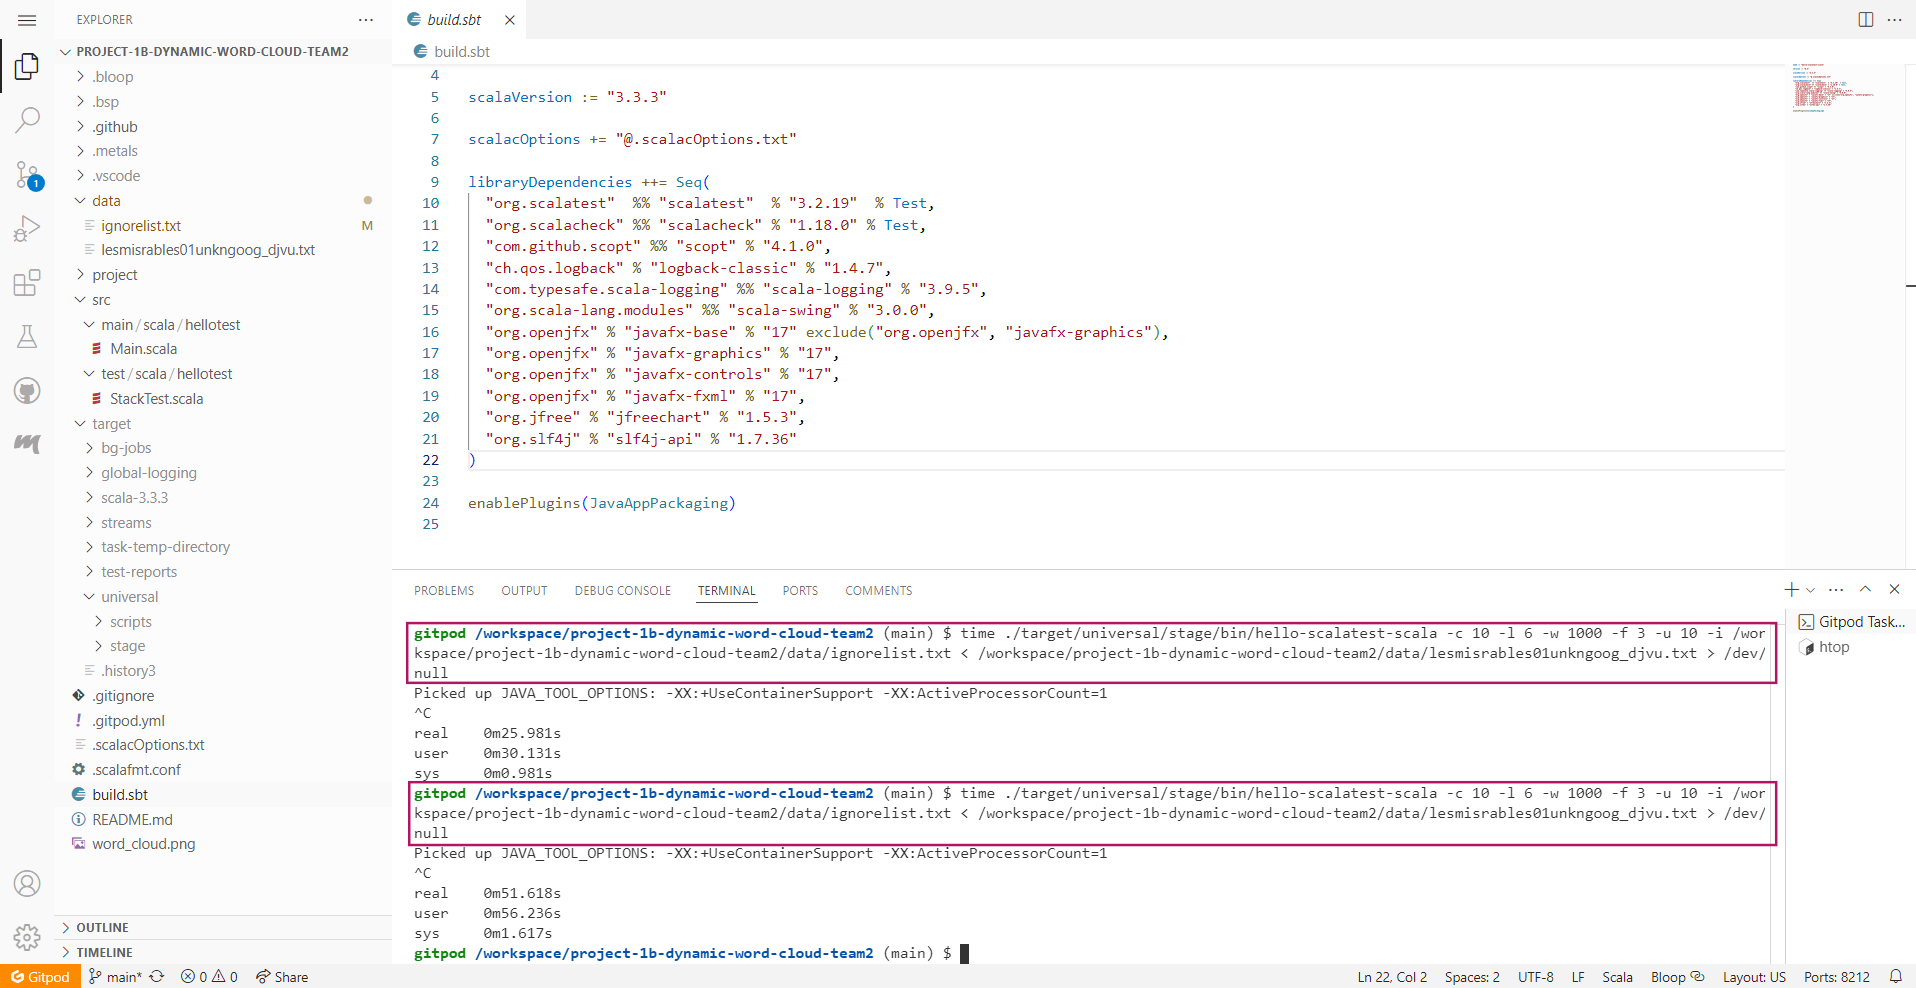 EXPLORER
PROJECT-1B-DYNAMIC-WORD-CLOUD-TEAM2
.bloop
.bsp
.github
.metals
.vscode
data
ignorelist.txt M
lesmisrables01unkngoog_djvu.txt
project
src
main/scala/hellotest
Main.scala
test/scala/hellotest
StackTest.scala
target
bg-jobs
global-logging
scala-3.3.3
streams
task-temp-directory
test-reports
universal
scripts
stage
.history3
.gitignore
.gitpod.yml
.scalacOptions.txt
.scalafmt.conf
build.sbt
README.md
word_cloud.png
OUTLINE
TIMELINE
1
build.sbt
build.sbt
4
5 scalaVersion := "3.3.3"
6
7 scalacOptions += "@.scalacOptions.txt"
8
9 libraryDependencies ++= Seq(
10 "org.scalatest" %% "scalatest" % "3.2.19" % Test,
11 "org.scalacheck" %% "scalacheck" % "1.18.0" % Test,
12 "com.github.scopt" %% "scopt" % "4.1.0",
13 "ch.qos.logback" % "logback-classic" % "1.4.7",
14 "com.typesafe.scala-logging" %% "scala-logging" % "3.9.5",
15 "org.scala-lang.modules" %% "scala-swing" % "3.0.0",
16 "org.openjfx" % "javafx-base" % "17" exclude("org.openjfx", "javafx-graphics"),
17 "org.openjfx" % "javafx-graphics" % "17",
18 "org.openjfx" % "javafx-controls" % "17",
19 "org.openjfx" % "javafx-fxml" % "17",
20 "org.jfree" % "jfreechart" % "1.5.3",
21 "org.slf4j" % "slf4j-api" % "1.7.36"
22 )
23
24 enablePlugins(JavaAppPackaging)
25
PROBLEMS OUTPUT DEBUG CONSOLE TERMINAL PORTS COMMENTS
gitpod /workspace/project-1b-dynamic-word-cloud-team2 (main) $ time ./target/universal/stage/bin/hello-scalatest-scala -c 10 -l 6 -w 1000 -f 3 -u 10 -i /wor
kspace/project-1b-dynamic-word-cloud-team2/data/ignorelist.txt < /workspace/project-1b-dynamic-word-cloud-team2/data/lesmisrables01unkngoog_djvu.txt > /dev/
null
Picked up JAVA_TOOL_OPTIONS: -XX:+UseContainerSupport -XX:ActiveProcessorCount=1
^C
real 0m25.981s
user 0m30.131s
sys 0m0.981s
gitpod /workspace/project-1b-dynamic-word-cloud-team2 (main) $ time ./target/universal/stage/bin/hello-scalatest-scala -c 10 -l 6 -w 1000 -f 3 -u 10 -i /wor
kspace/project-1b-dynamic-word-cloud-team2/data/ignorelist.txt < /workspace/project-1b-dynamic-word-cloud-team2/data/lesmisrables01unkngoog_djvu.txt > /dev/
null
Picked up JAVA_TOOL_OPTIONS: -XX:+UseContainerSupport -XX:ActiveProcessorCount=1
^C
real 0m51.618s
user 0m56.236s
sys 0m1.617s
gitpod /workspace/project-1b-dynamic-word-cloud-team2 (main) $
Gitpod Task...
htop
Gitpod main* 0 0 Share
Ln 22, Col 2 Spaces: 2 UTF-8 LF Scala Bloop Layout: US Ports: 8212